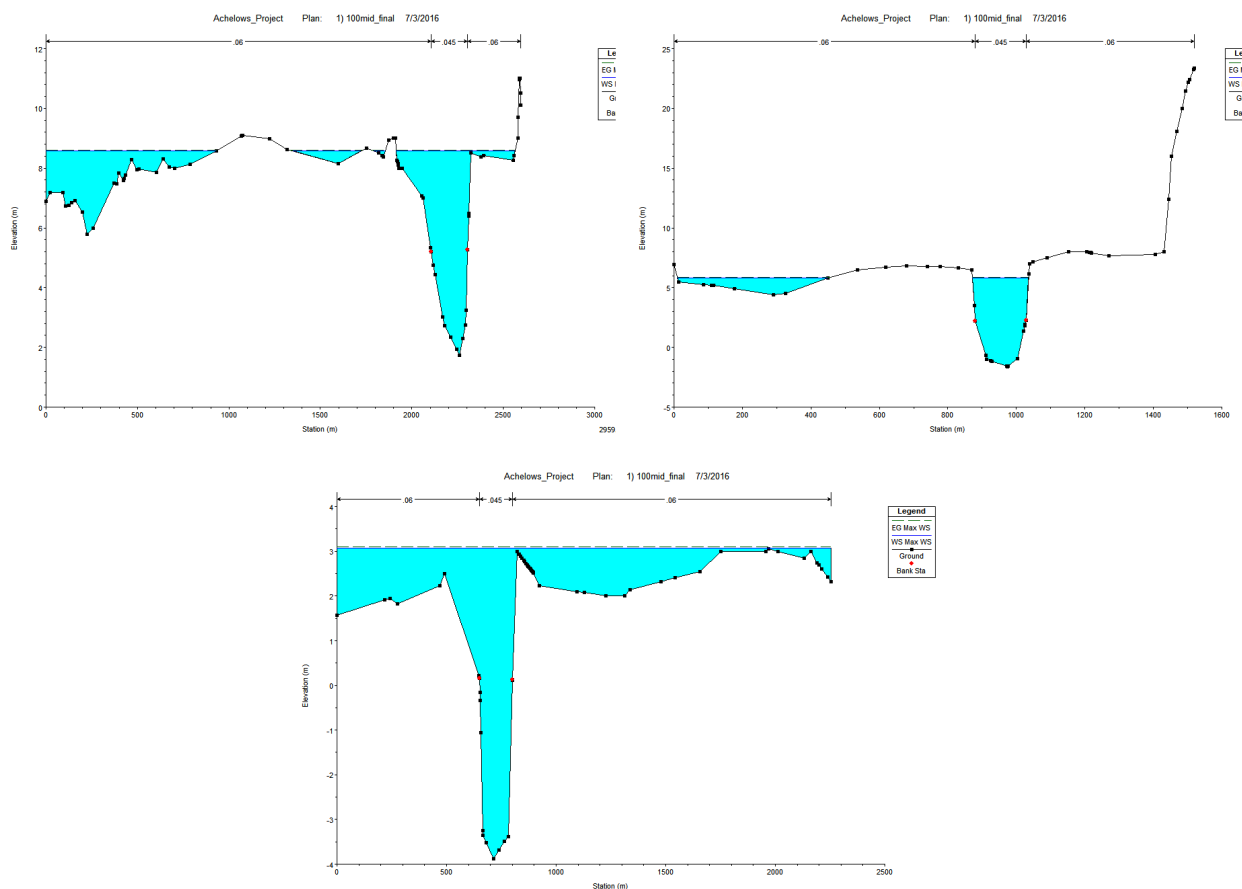 Achelows_Project Plan: 1) 100mid_final 7/3/2016
.06 .045 .06
Le
EG M
WS M
G
Ba
12
10
8
6
4
2
0
Elevation (m)
0 500 1000 1500 2000 2500 3000
Station (m)
2959
Achelows_Project Plan: 1) 100mid_final 7/3/2016
.06 .045 .06
Le
EG M
WS M
G
Ba
25
20
15
10
5
0
-5
Elevation (m)
0 200 400 600 800 1000 1200 1400 1600
Station (m)
Achelows_Project Plan: 1) 100mid_final 7/3/2016
.06 .045 .06
Legend
EG Max WS
WS Max WS
Ground
Bank Sta
4
3
2
1
0
-1
-2
-3
-4
Elevation (m)
0 500 1000 1500 2000 2500
Station (m)